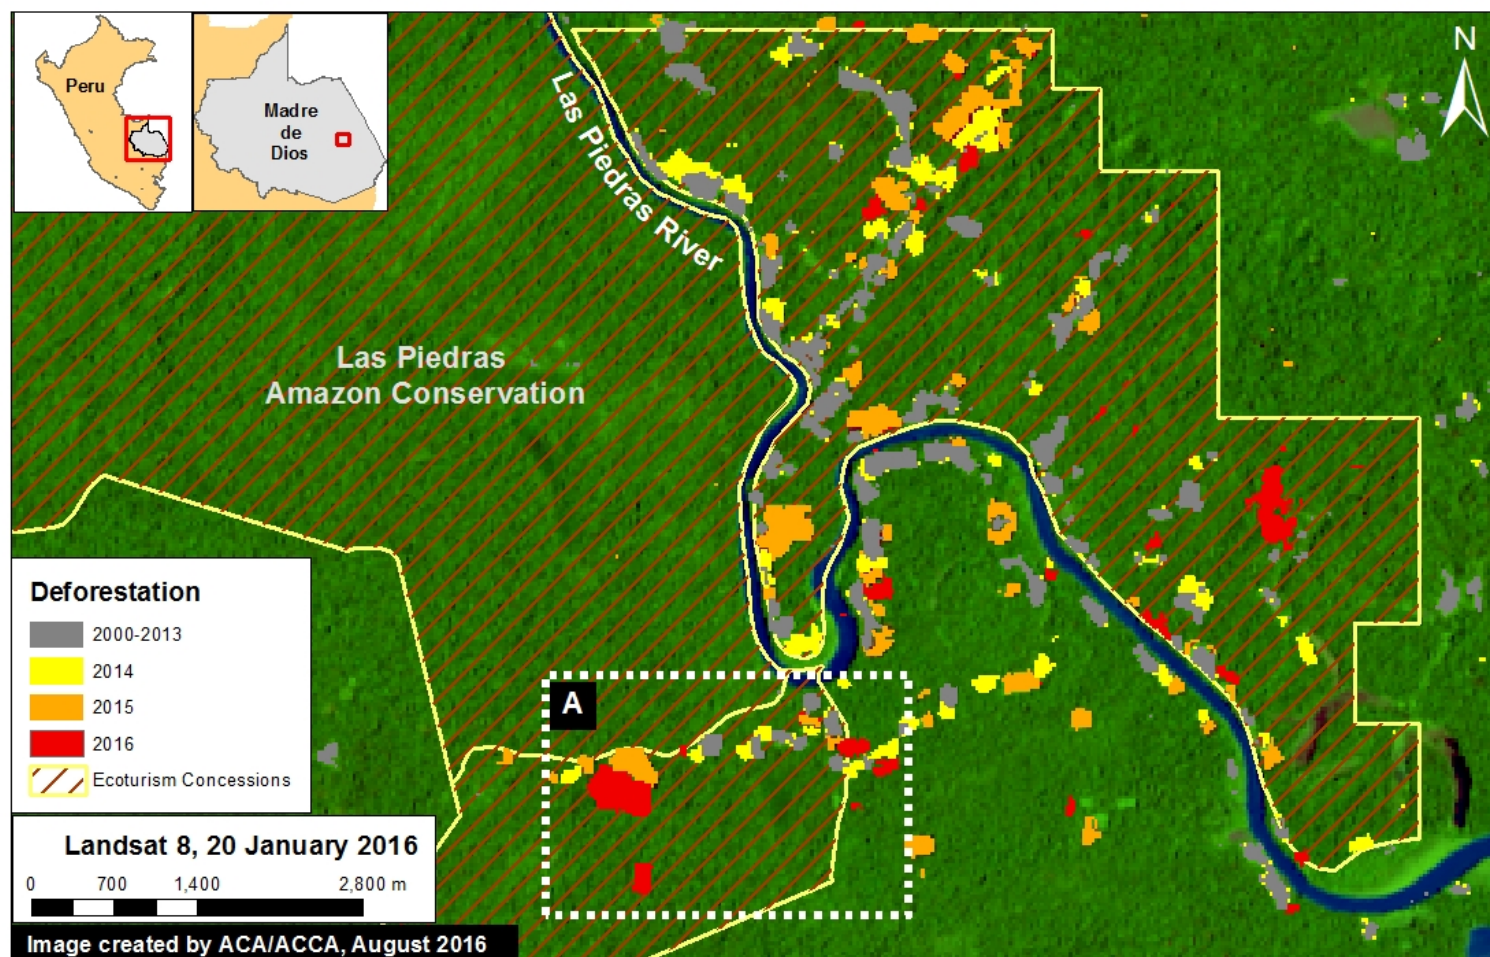 Peru
Madre
de
Dios
N
Las Piedras River
Las Piedras
Amazon Conservation
A
Deforestation
2000-2013
2014
2015
2016
Ecoturism Concessions
Landsat 8, 20 January 2016
0 700 1,400 2,800 m
Image created by ACA/ACCA, August 2016